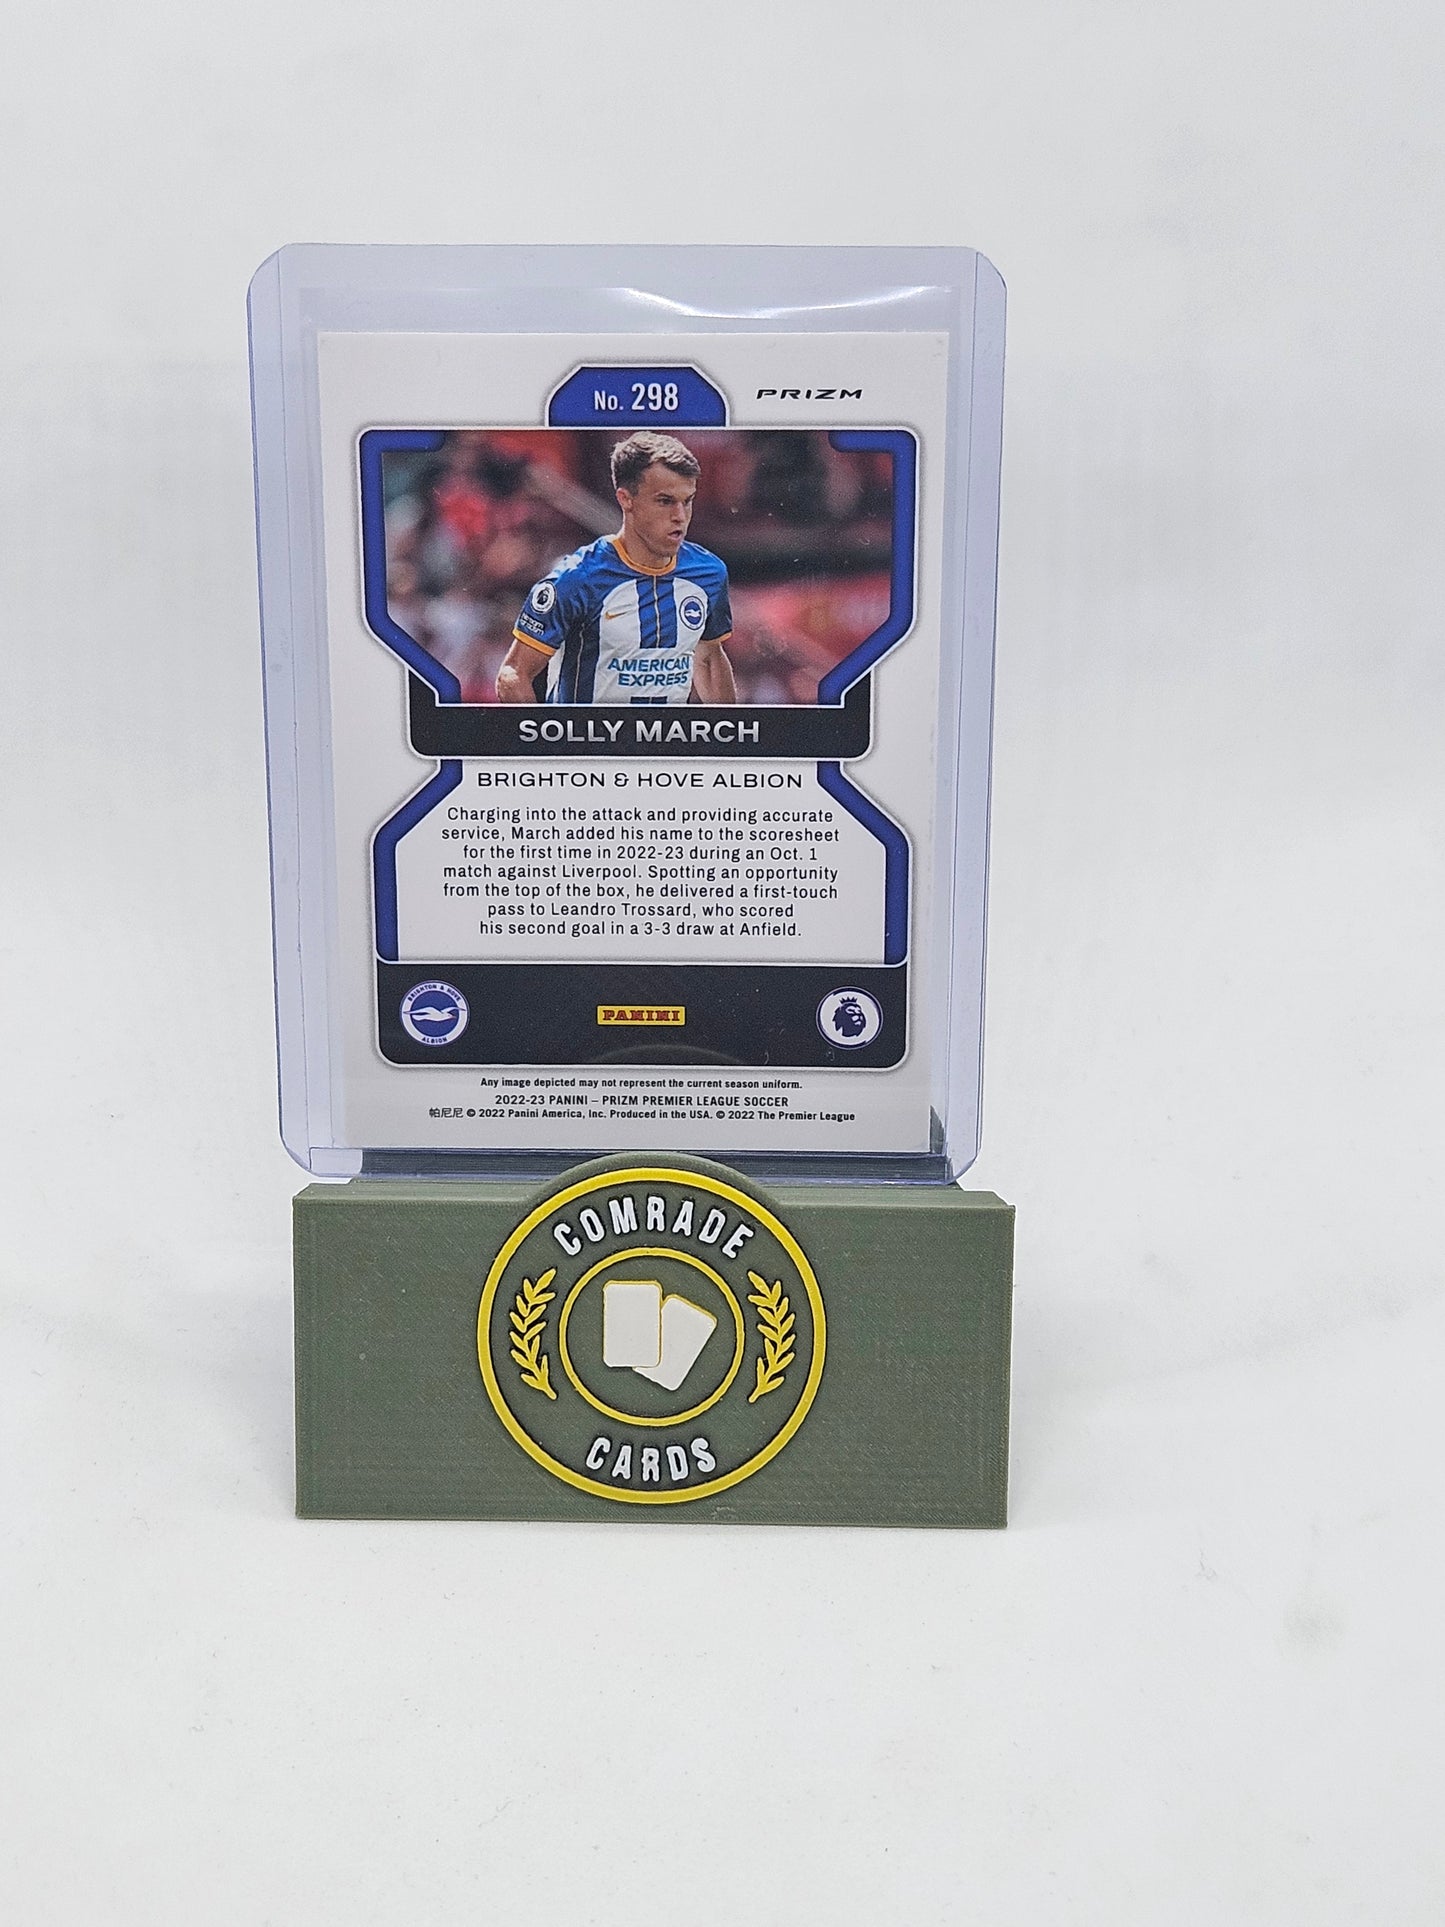 No. 298
PRIZM
AMERICAN
EXPRESS
SOLLY MARCH
BRIGHTON & HOVE ALBION
Charging into the attack and providing accurate
service, March added his name to the scoresheet
for the first time in 2022-23 during an Oct. 1
match against Liverpool. Spotting an opportunity
from the top of the box, he delivered a first-touch
pass to Leandro Trossard, who scored
his second goal in a 3-3 draw at Anfield.
BRIGHTON & HOVE
ALBION
PANINI
Any image depicted may not represent the current season uniform.
2022-23 PANINI – PRIZM PREMIER LEAGUE SOCCER
帕尼尼 © 2022 Panini America, Inc. Produced in the USA. © 2022 The Premier League
COMRADE
CARDS